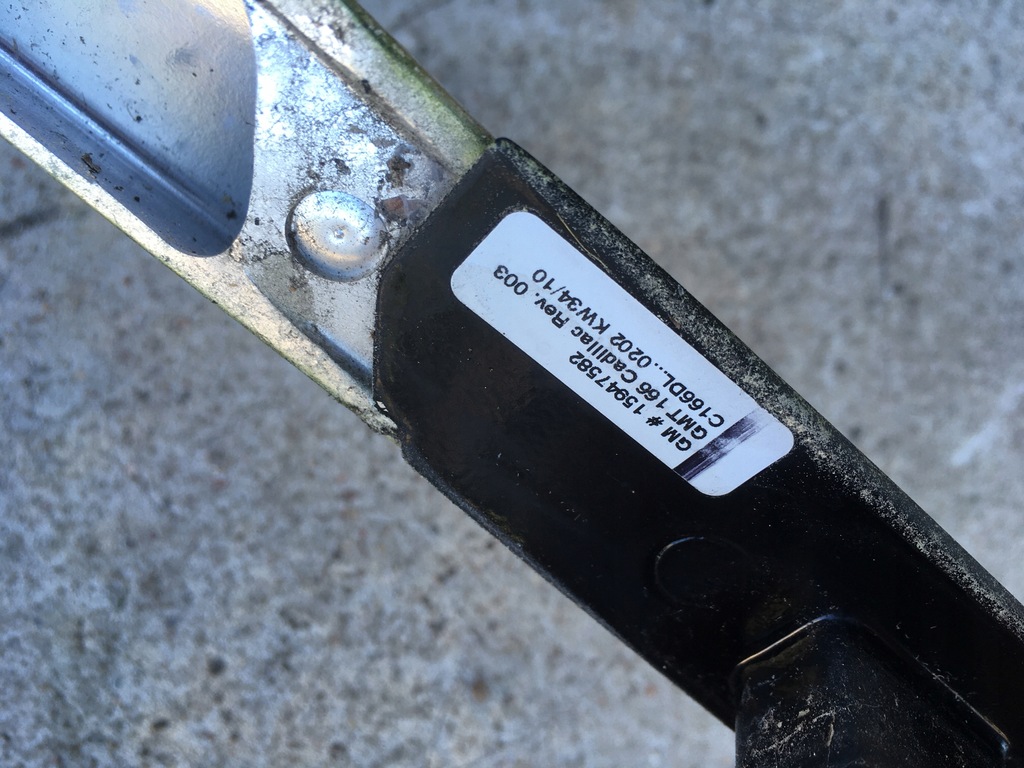 GM # 15947582
GMT 166 Cadillac Rev. 003
C166DL...0202 KW34/10